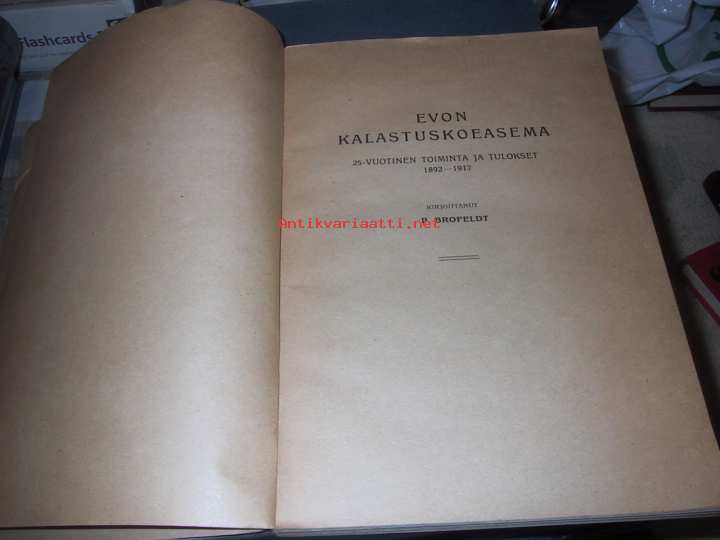 Flashcards
EVON
KALASTUSKOEASEMA
25-VUOTINEN TOIMINTA JA TULOKSET
1892—1917
KIRJOITTANUT
P. BROFELDT
Antikvariaatti.net